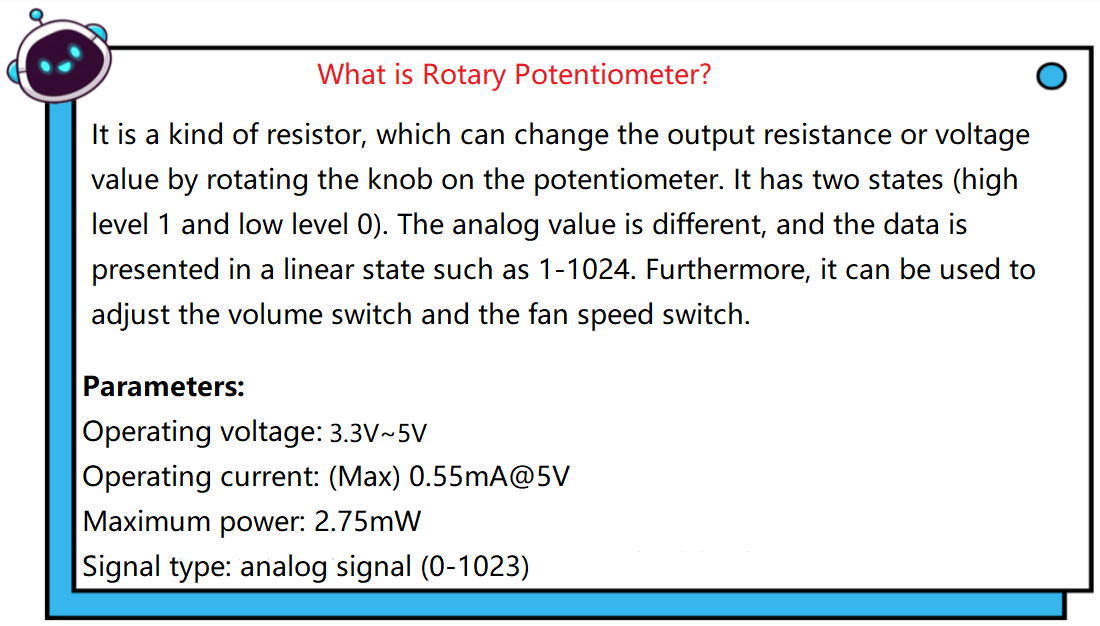 What is Rotary Potentiometer?
It is a kind of resistor, which can change the output resistance or voltage
value by rotating the knob on the potentiometer. It has two states (high
level 1 and low level 0). The analog value is different, and the data is
presented in a linear state such as 1-1024. Furthermore, it can be used to
adjust the volume switch and the fan speed switch.
Parameters:
Operating voltage: 3.3V~5V
Operating current: (Max) 0.55mA@5V
Maximum power: 2.75mW
Signal type: analog signal (0-1023)